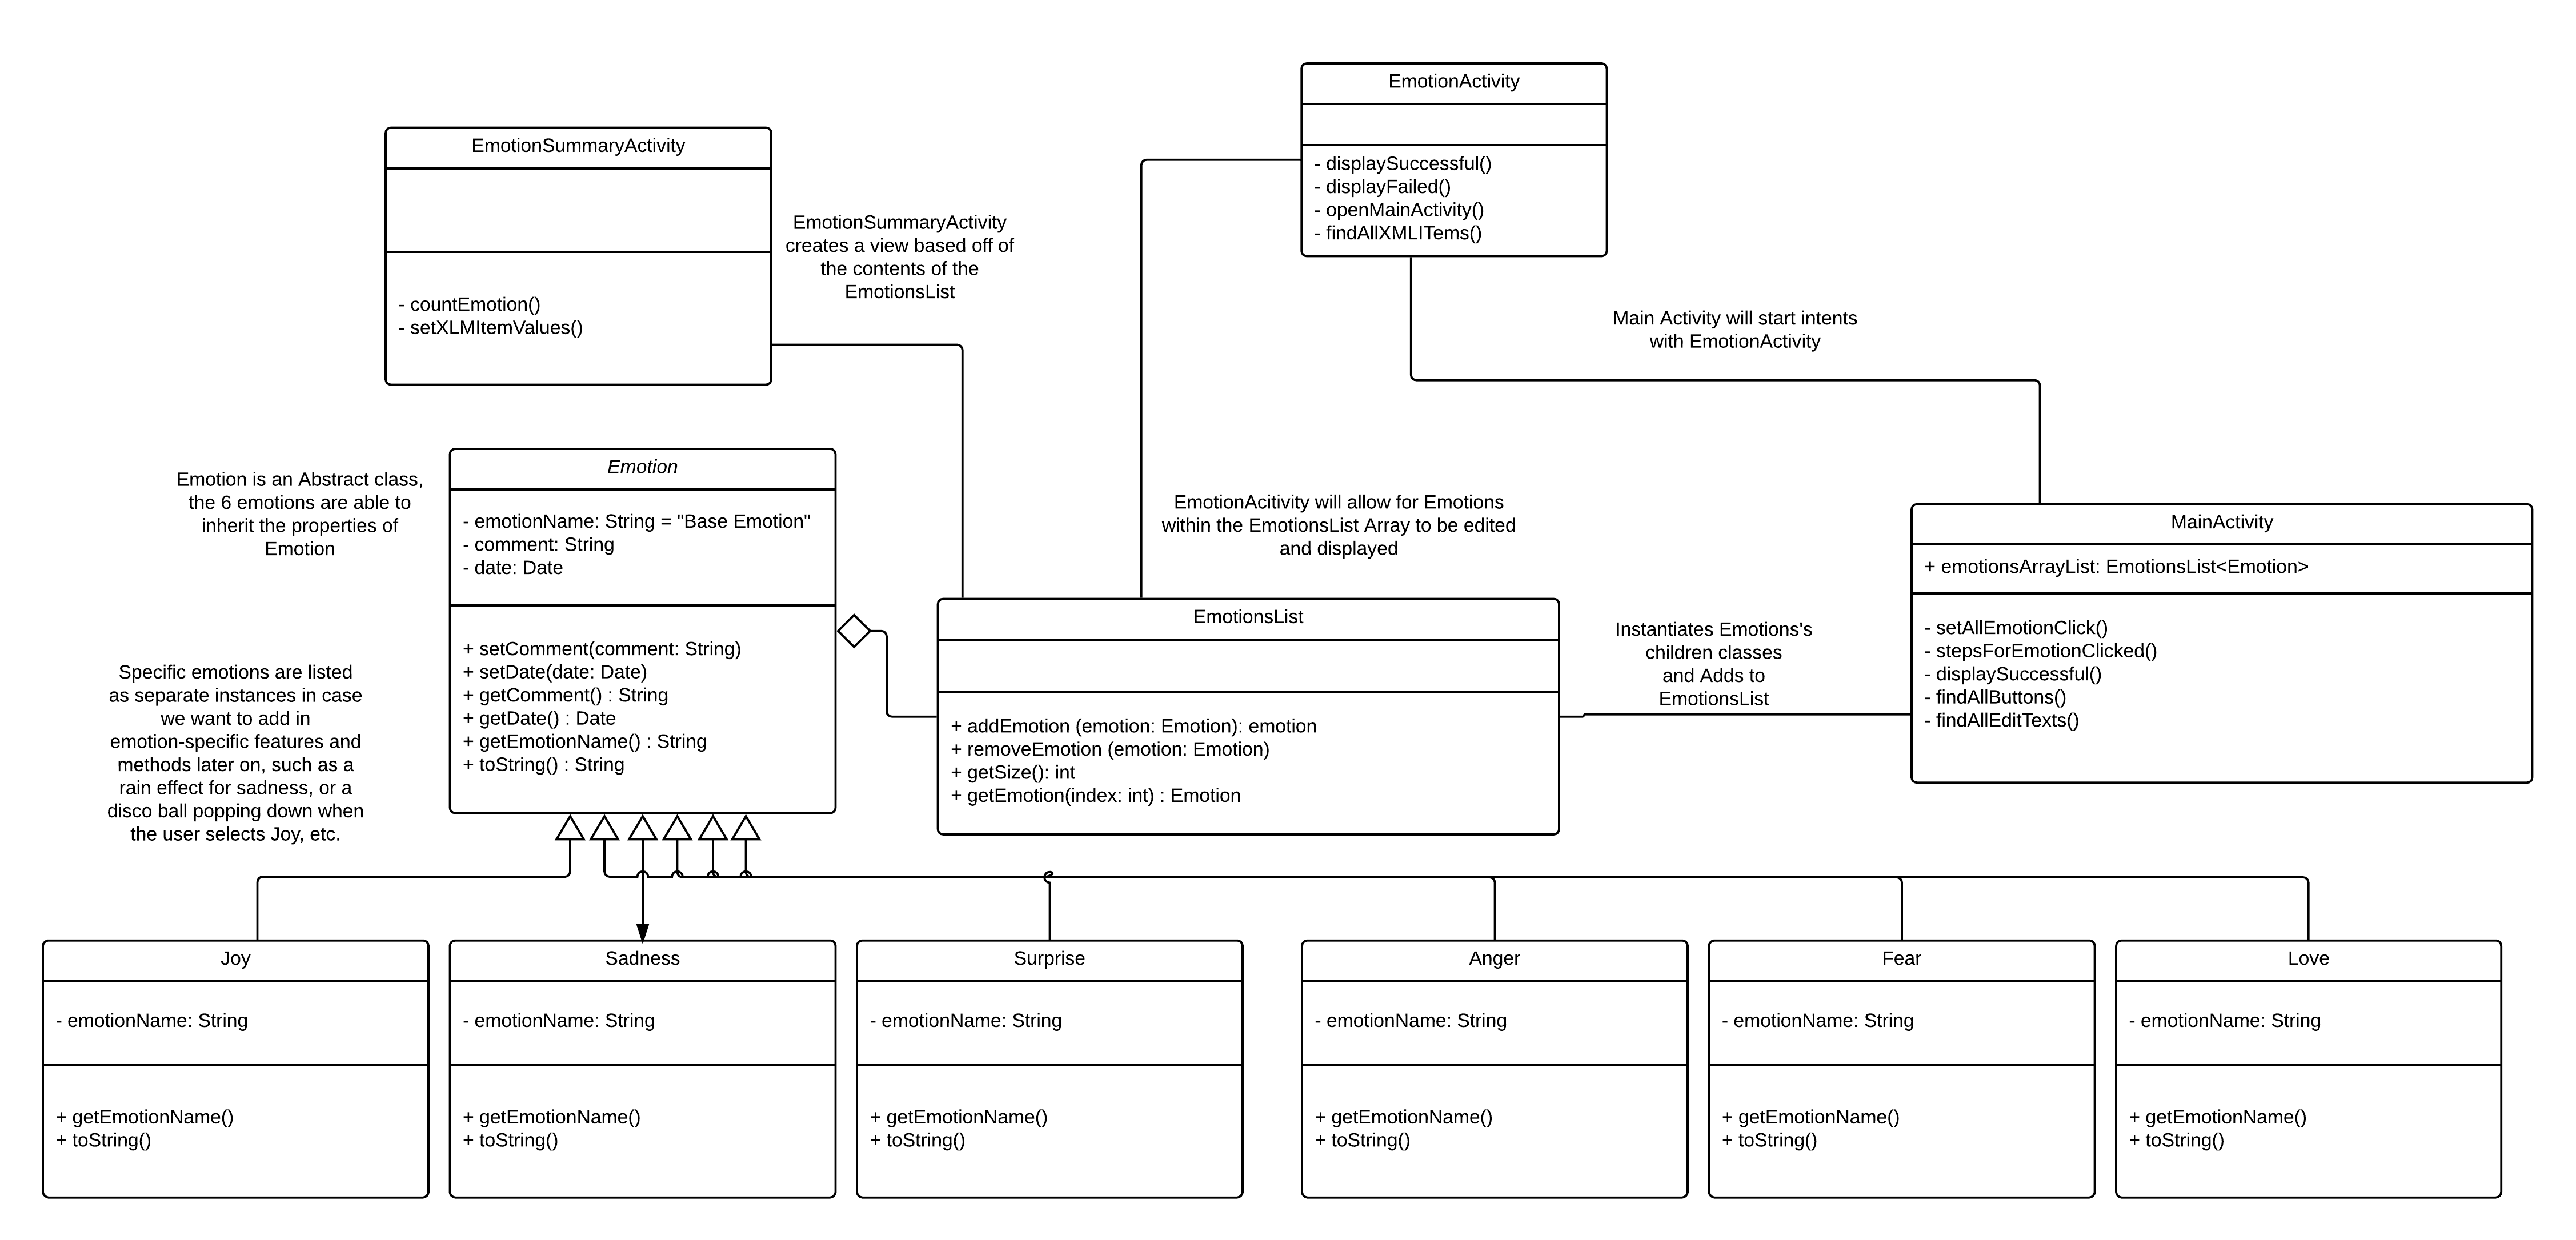 EmotionActivity
- displaySuccessful()
- displayFailed()
- openMainActivity()
- findAllXMLITems()
EmotionSummaryActivity
- countEmotion()
- setXLMItemValues()
EmotionSummaryActivity
creates a view based off of
the contents of the
EmotionsList
Main Activity will start intents
with EmotionActivity
Emotion is an Abstract class,
the 6 emotions are able to
inherit the properties of
Emotion
Emotion
- emotionName: String = "Base Emotion"
- comment: String
- date: Date
+ setComment(comment: String)
+ setDate(date: Date)
+ getComment() : String
+ getDate() : Date
+ getEmotionName() : String
+ toString() : String
EmotionAcitivity will allow for Emotions
within the EmotionsList Array to be edited
and displayed
MainActivity
+ emotionsArrayList: EmotionsList<Emotion>
- setAllEmotionClick()
- stepsForEmotionClicked()
- displaySuccessful()
- findAllButtons()
- findAllEditTexts()
EmotionsList
+ addEmotion (emotion: Emotion): emotion
+ removeEmotion (emotion: Emotion)
+ getSize(): int
+ getEmotion(index: int) : Emotion
Instantiates Emotions's
children classes
and Adds to
EmotionsList
Specific emotions are listed
as separate instances in case
we want to add in
emotion-specific features and
methods later on, such as a
rain effect for sadness, or a
disco ball popping down when
the user selects Joy, etc.
Joy
- emotionName: String
+ getEmotionName()
+ toString()
Sadness
- emotionName: String
+ getEmotionName()
+ toString()
Surprise
- emotionName: String
+ getEmotionName()
+ toString()
Anger
- emotionName: String
+ getEmotionName()
+ toString()
Fear
- emotionName: String
+ getEmotionName()
+ toString()
Love
- emotionName: String
+ getEmotionName()
+ toString()